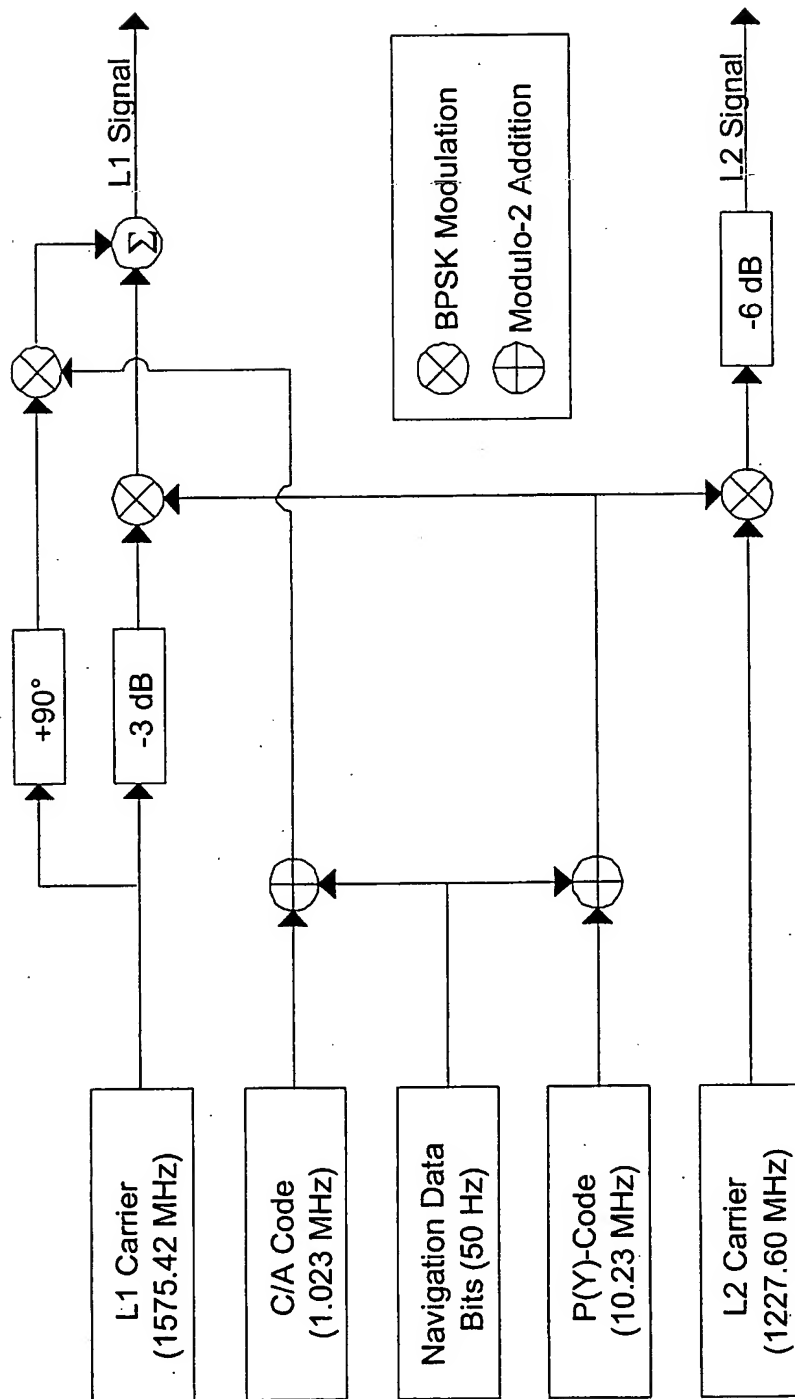 L1 Carrier
(1575.42 MHz)
C/A Code
(1.023 MHz)
Navigation Data
Bits (50 Hz)
P(Y)-Code
(10.23 MHz)
L2 Carrier
(1227.60 MHz)
+90°
-3 dB
Σ
L1 Signal
BPSK Modulation
Modulo-2 Addition
-6 dB
L2 Signal